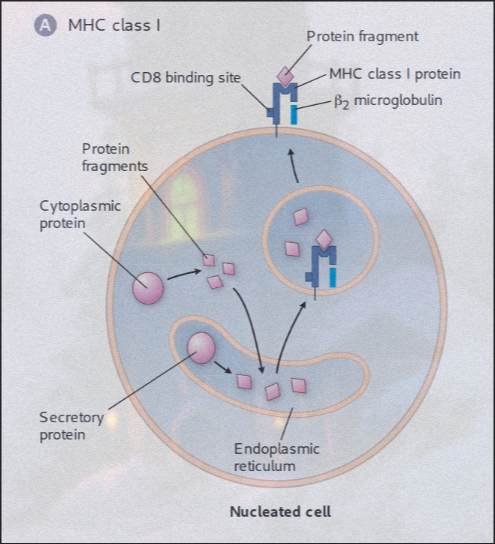 A MHC class I
Protein fragment
CD8 binding site
MHC class I protein
β₂ microglobulin
Protein
fragments
Cytoplasmic
protein
Secretory
protein
Endoplasmic
reticulum
Nucleated cell